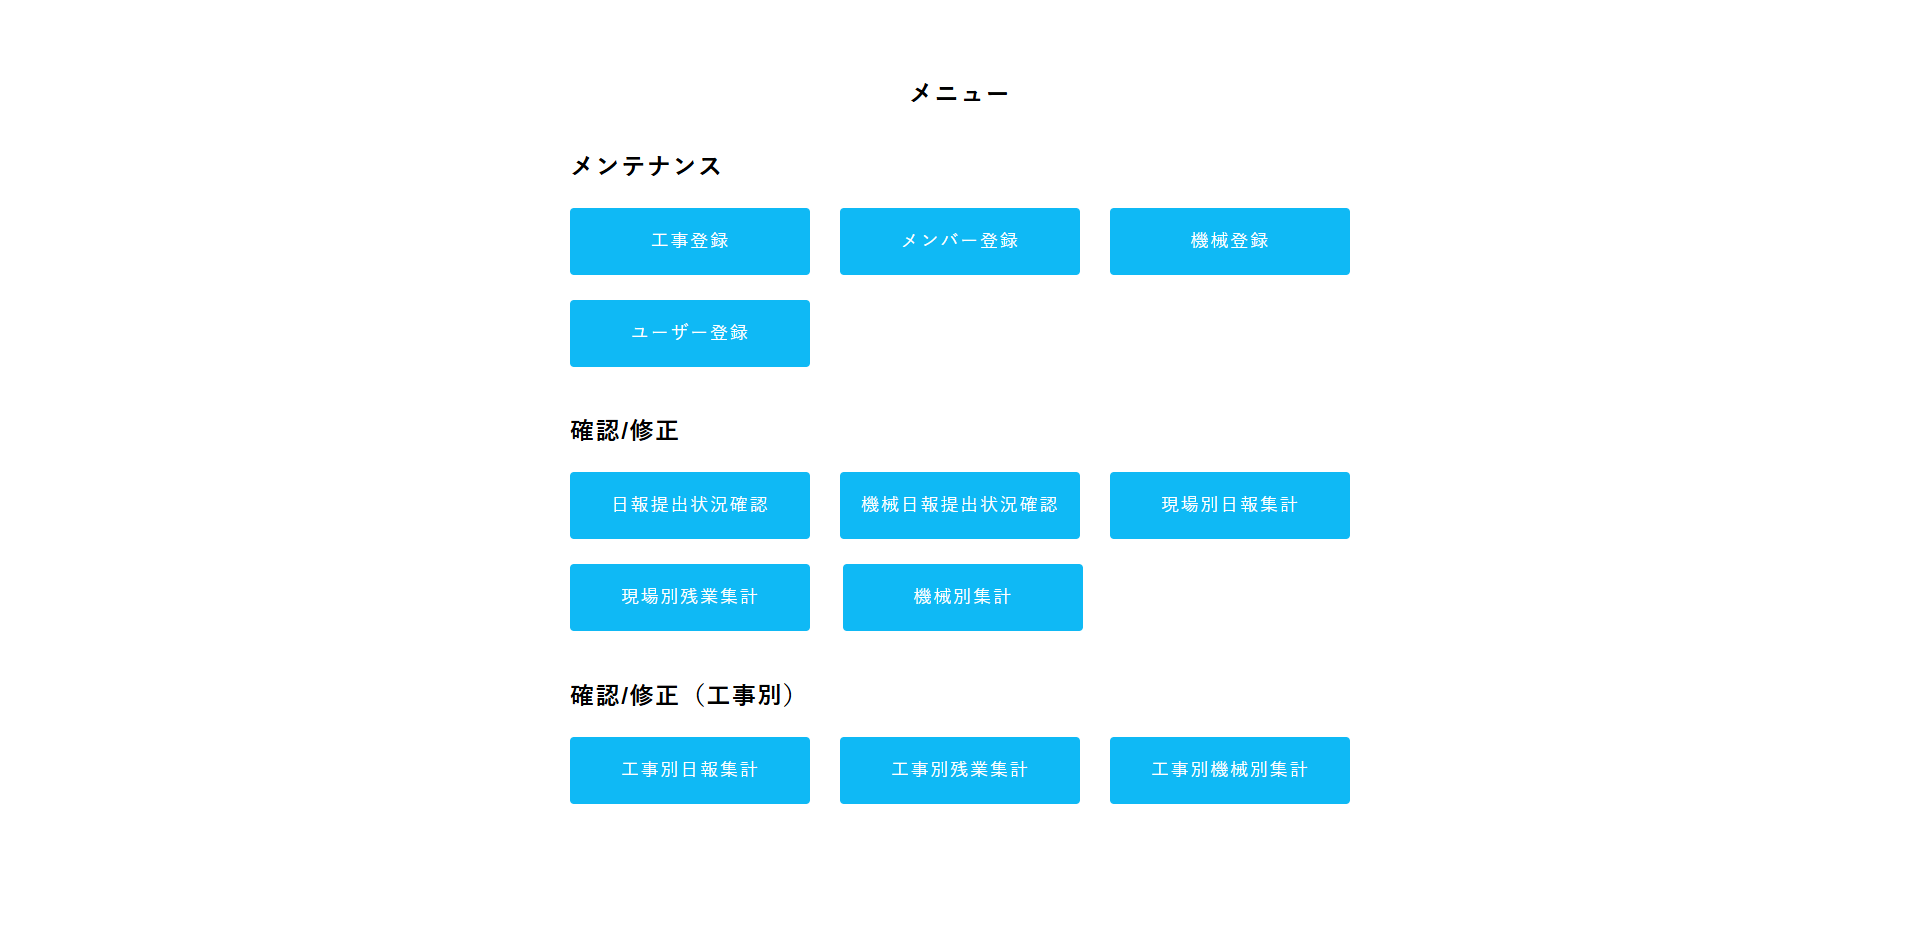 メニュー
メンテナンス
工事登録
メンバー登録
機械登録
ユーザー登録
確認/修正
日報提出状況確認
機械日報提出状況確認
現場別日報集計
現場別残業集計
機械別集計
確認/修正（工事別）
工事別日報集計
工事別残業集計
工事別機械別集計